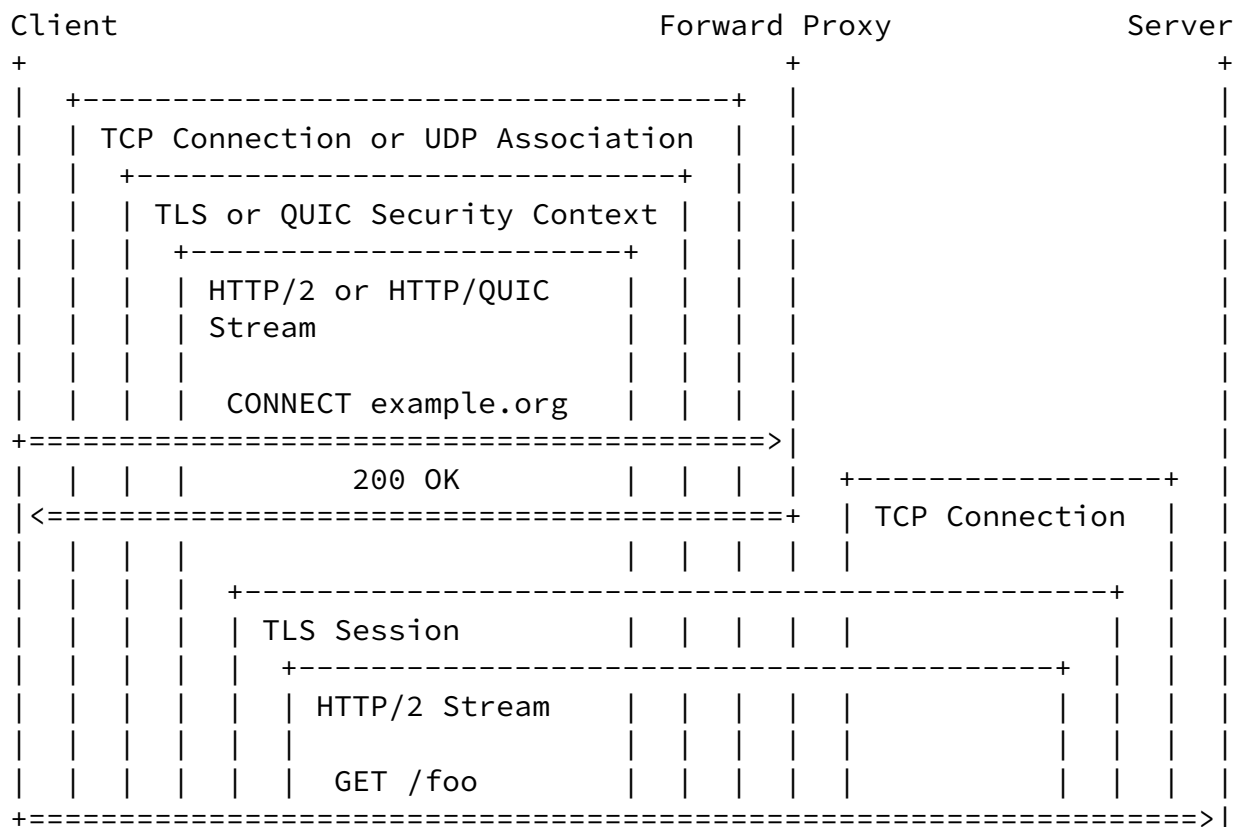 Client Forward Proxy Server
TCP Connection or UDP Association
TLS or QUIC Security Context
HTTP/2 or HTTP/QUIC
Stream
CONNECT example.org
200 OK
TCP Connection
TLS Session
HTTP/2 Stream
GET /foo